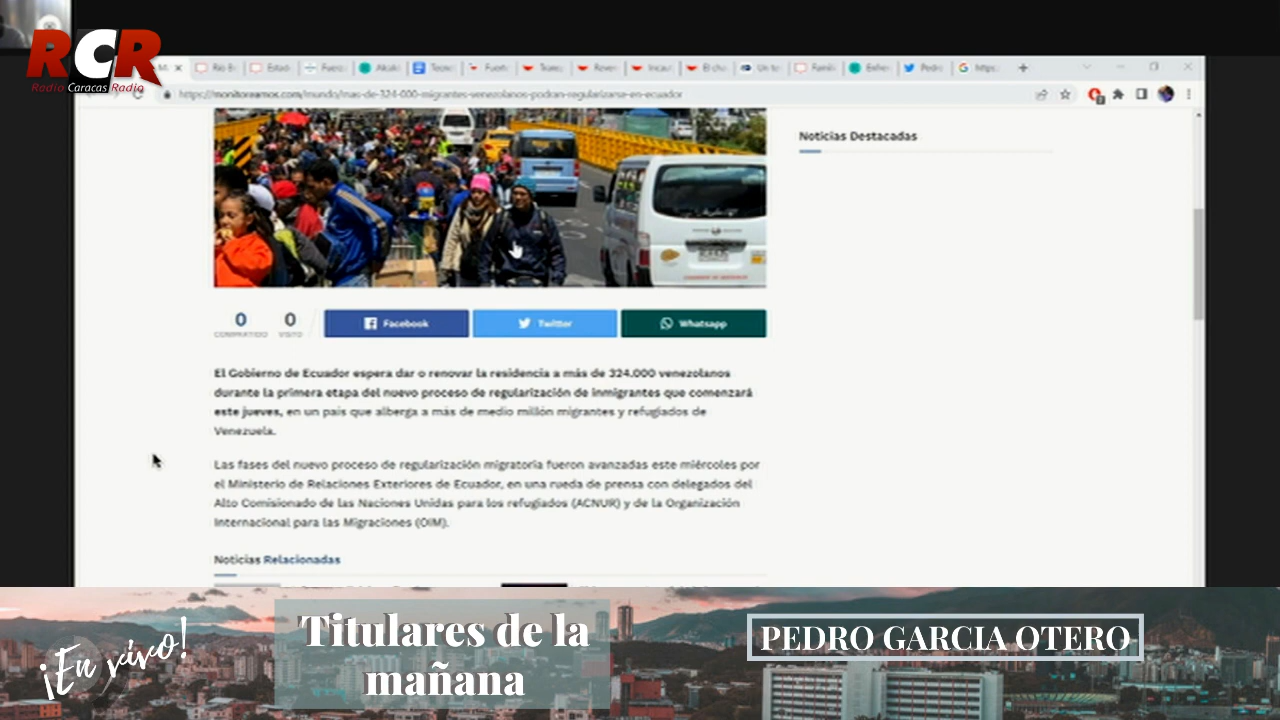 RCR
Radio Caracas Radio
https://monitoreamos.com/mundo/mas-de-324-000-migrantes-venezolanos-podran-regularizarse-en-ecuador
Noticias Destacadas
0
COMPARTIDO
0
VISTO
Facebook
Twitter
Whatsapp
El Gobierno de Ecuador espera dar o renovar la residencia a más de 324.000 venezolanos
durante la primera etapa del nuevo proceso de regularización de inmigrantes que comenzará
este jueves, en un país que alberga a más de medio millón migrantes y refugiados de
Venezuela.
Las fases del nuevo proceso de regularización migratoria fueron avanzadas este miércoles por
el Ministerio de Relaciones Exteriores de Ecuador, en una rueda de prensa con delegados del
Alto Comisionado de las Naciones Unidas para los refugiados (ACNUR) y de la Organización
Internacional para las Migraciones (OIM).
Noticias Relacionadas
¡En vivo!
Titulares de la
mañana
PEDRO GARCIA OTERO